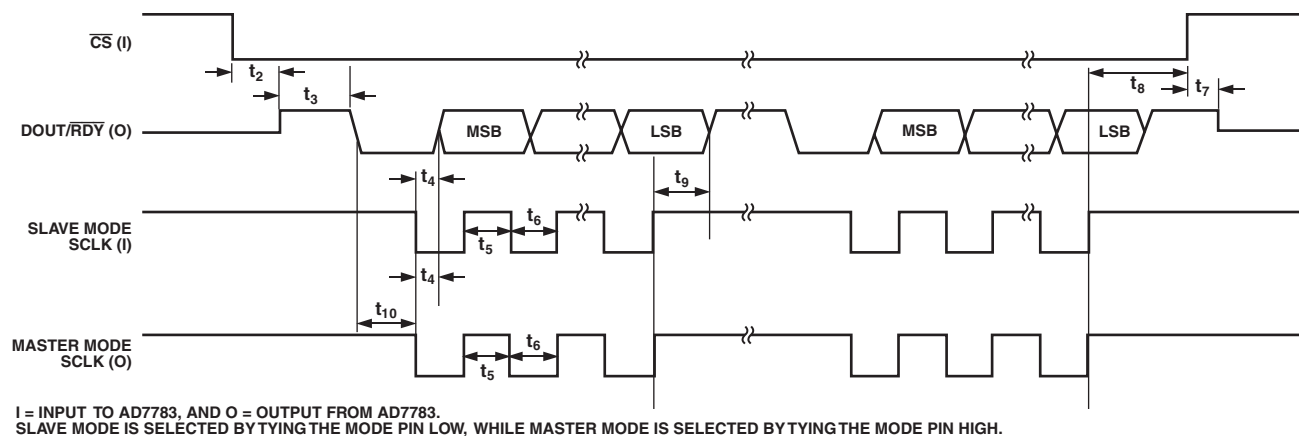 CS (I)
t2
t3
t8
t7
DOUT/RDY (O)
MSB
LSB
MSB
LSB
t4
t9
SLAVE MODE
SCLK (I)
t5
t6
t4
t10
MASTER MODE
SCLK (O)
t5
t6
I = INPUT TO AD7783, AND O = OUTPUT FROM AD7783.
SLAVE MODE IS SELECTED BY TYING THE MODE PIN LOW, WHILE MASTER MODE IS SELECTED BY TYING THE MODE PIN HIGH.